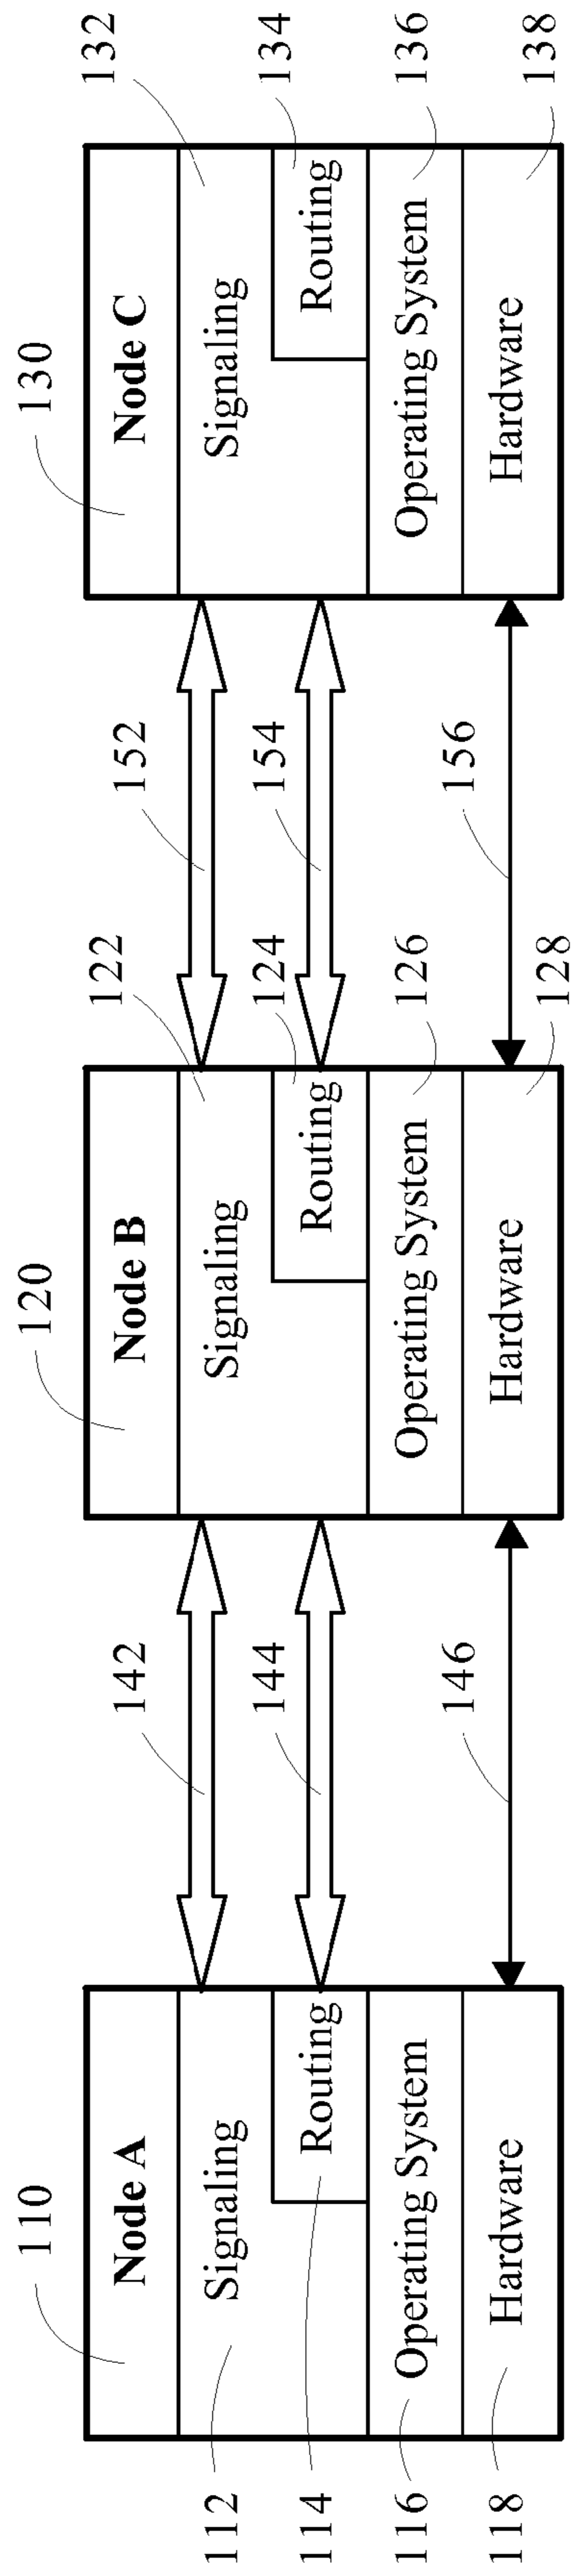 110
120
130
Node A
Node B
Node C
142
122
152
132
112
Signaling
Signaling
Signaling
144
124
154
134
114
Routing
Routing
Routing
116
Operating System
126
Operating System
136
Operating System
146
128
156
138
118
Hardware
Hardware
Hardware